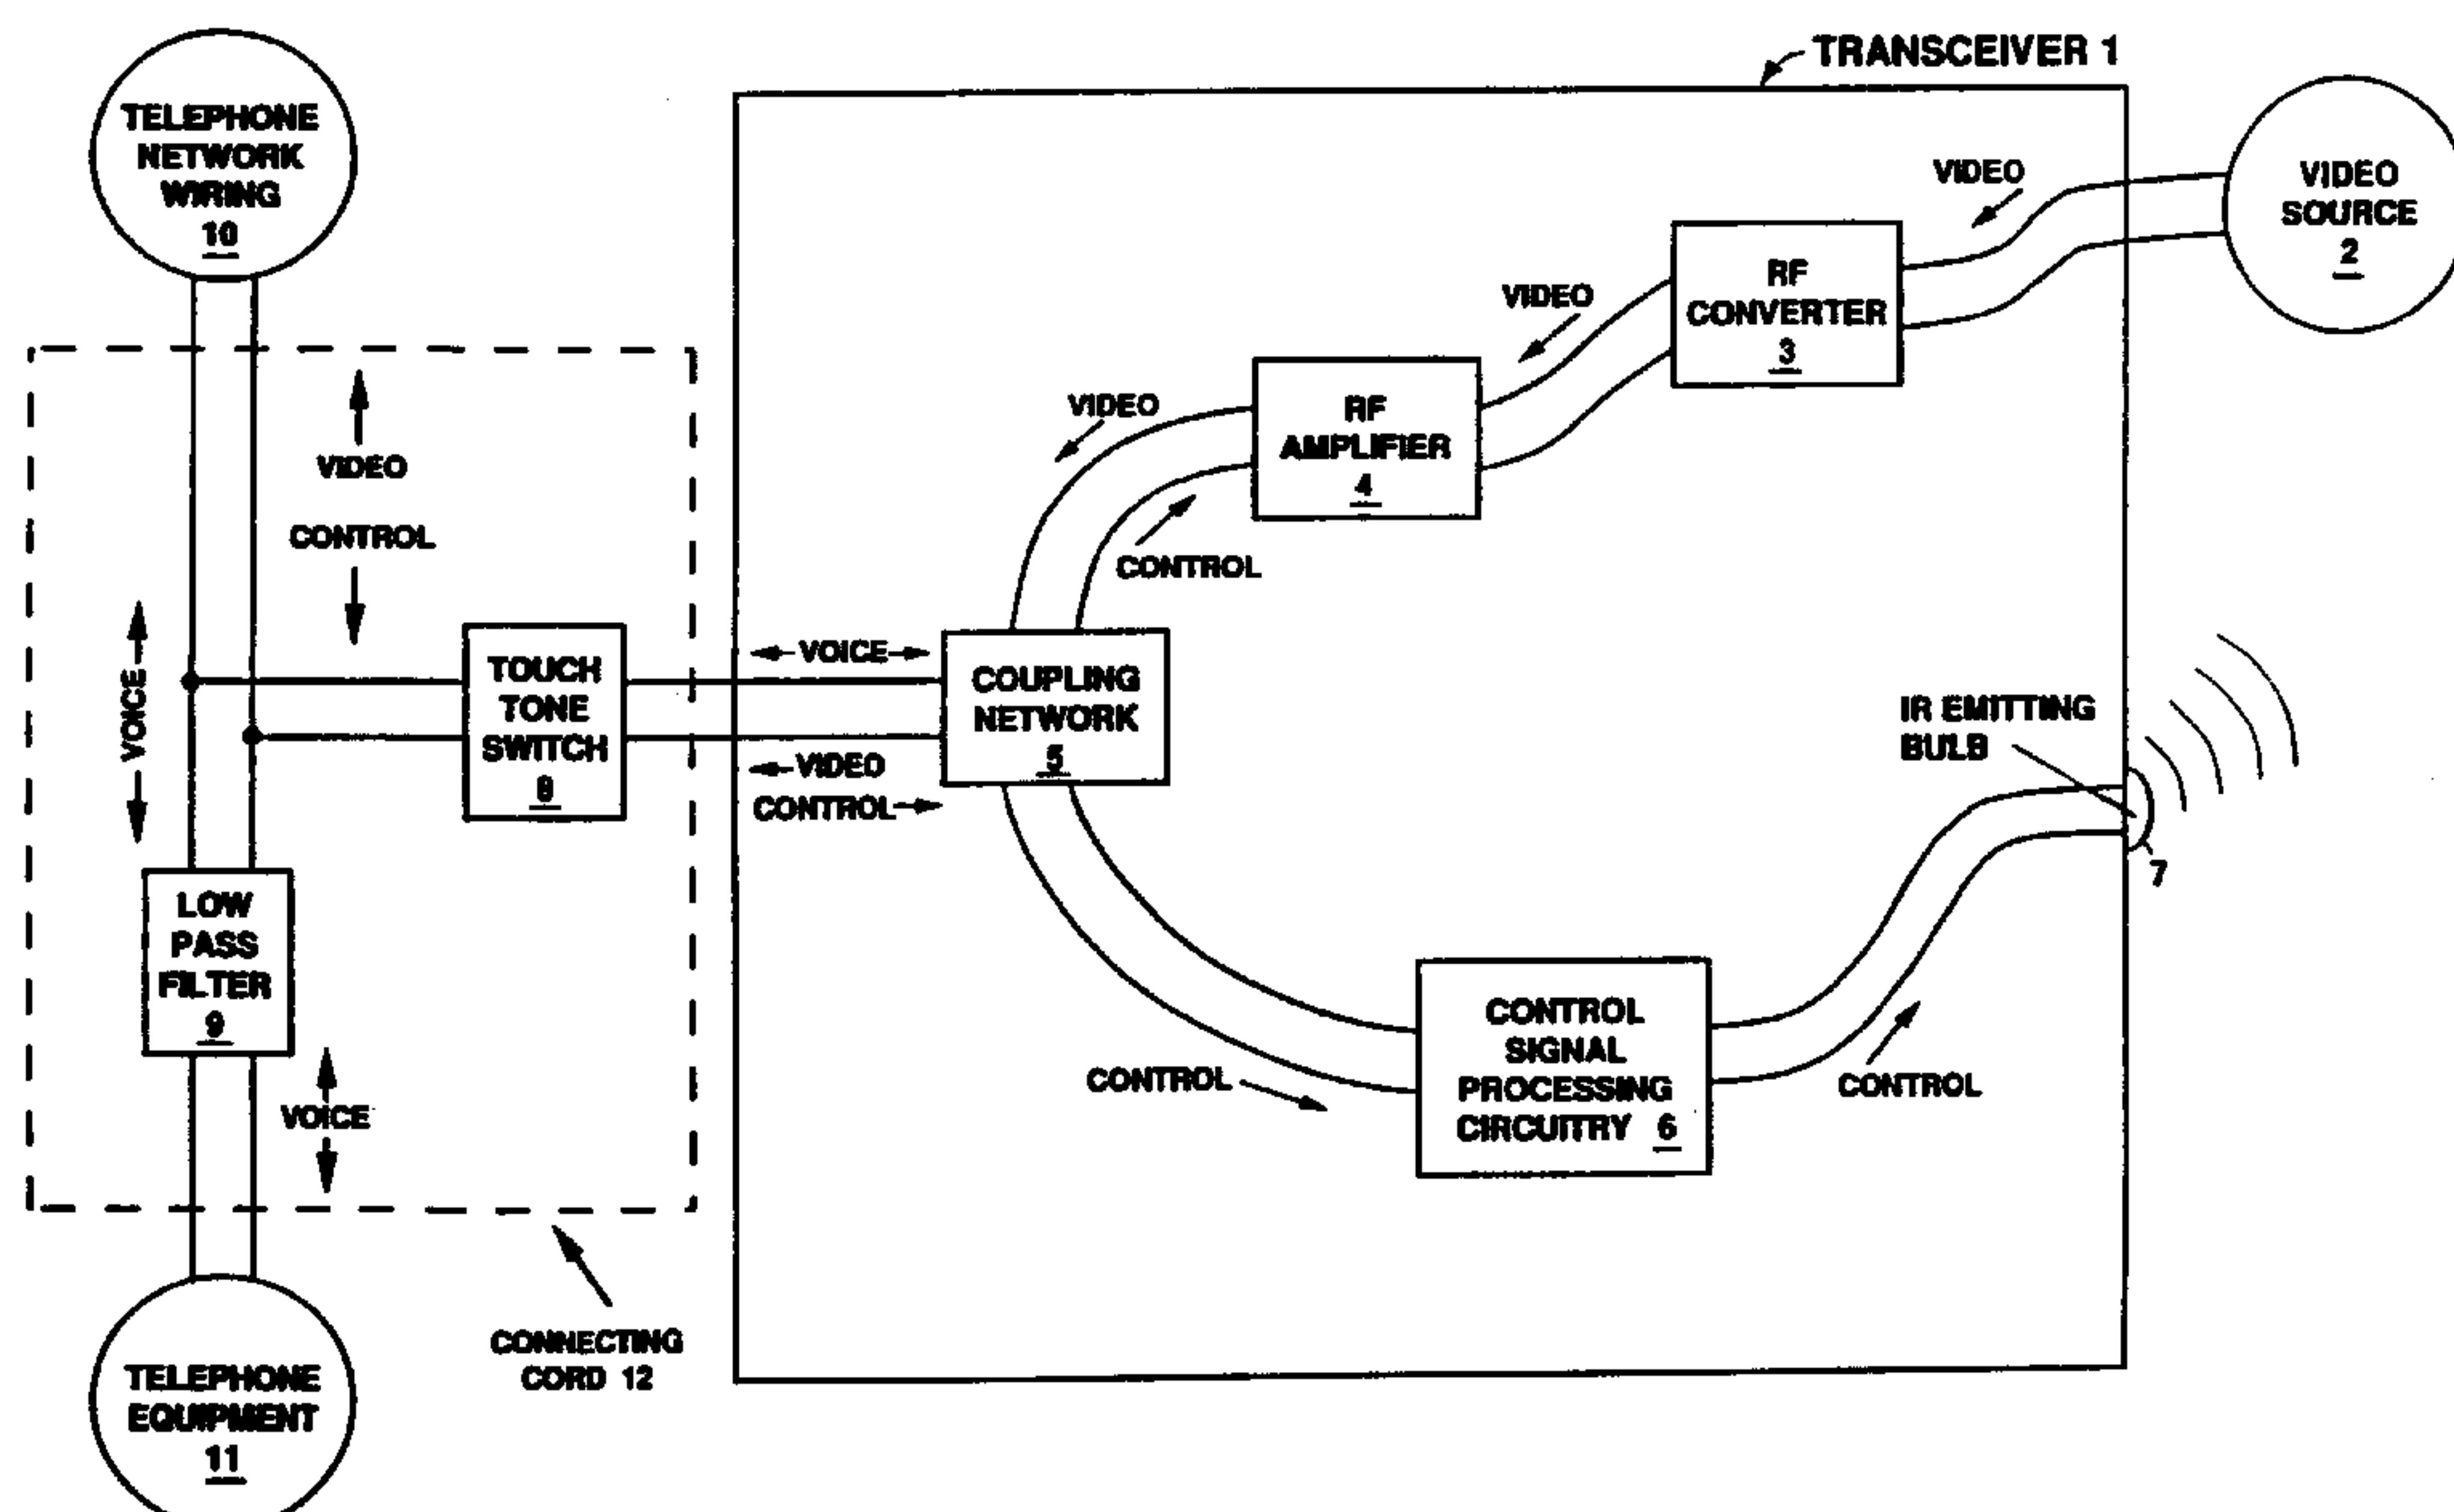 TRANSCEIVER 1
TELEPHONE
NETWORK
WIRING
10
VIDEO
SOURCE
2
VIDEO
RF
CONVERTER
3
VIDEO
RF
AMPLIFIER
4
VIDEO
CONTROL
VIDEO
CONTROL
VOICE
TOUCH
TONE
SWITCH
8
VOICE
VIDEO
CONTROL
COUPLING
NETWORK
5
IR EMITTING
BULB
7
LOW
PASS
FILTER
9
VOICE
CONTROL
CONTROL
SIGNAL
PROCESSING
CIRCUITRY 6
CONTROL
CONNECTING
CORD 12
TELEPHONE
EQUIPMENT
11